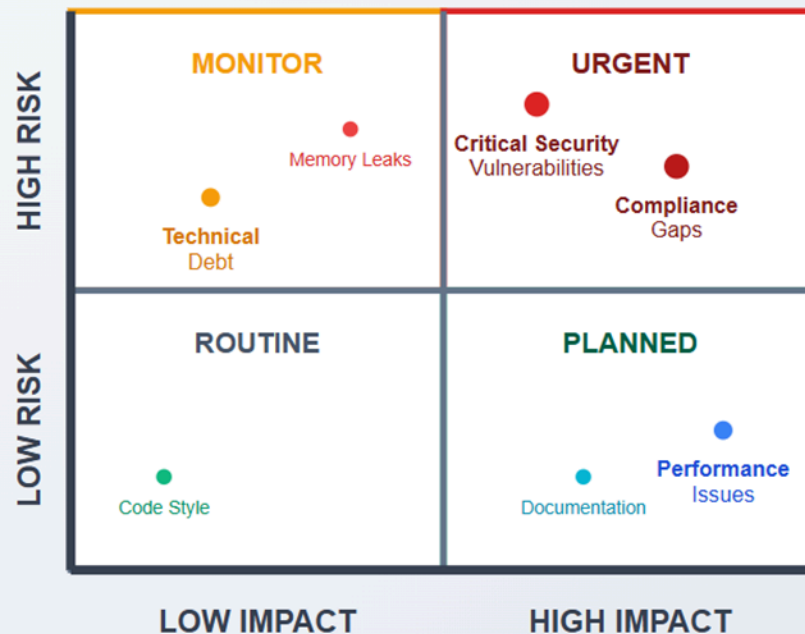 HIGH RISK
MONITOR
Memory Leaks
Technical
Debt
URGENT
Critical Security
Vulnerabilities
Compliance
Gaps
LOW RISK
ROUTINE
Code Style
PLANNED
Performance
Issues
Documentation
LOW IMPACT
HIGH IMPACT